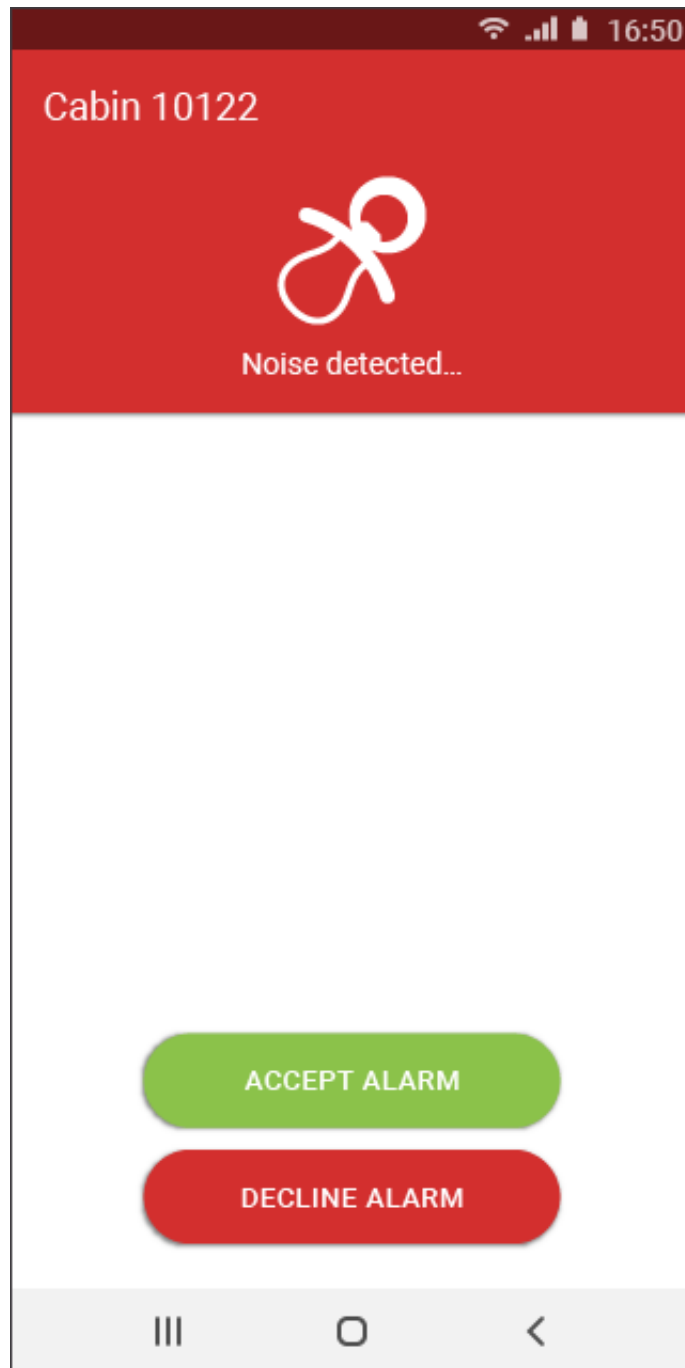 16:50
Cabin 10122
Noise detected...
ACCEPT ALARM
DECLINE ALARM